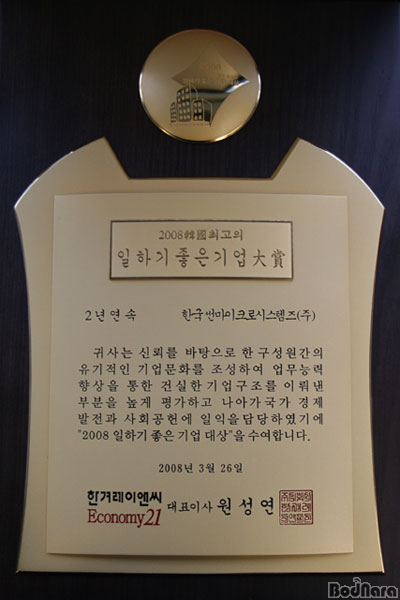 2008韓國최고의
일하기좋은기업大賞
2년연속 한국썬마이크로시스템즈(주)
귀사는 신뢰를 바탕으로 한 구성원간의
유기적인 기업문화를 조성하여 업무능력
향상을 통한 건실한 기업구조를 이뤄낸
부분을 높게 평가하고 나아가 국가 경제
발전과 사회공헌에 일익을 담당하였기에
"2008 일하기 좋은 기업 대상"을 수여합니다.
2008년 3월 26일
한겨레이앤씨
Economy21 대표이사 원성연
BodNara